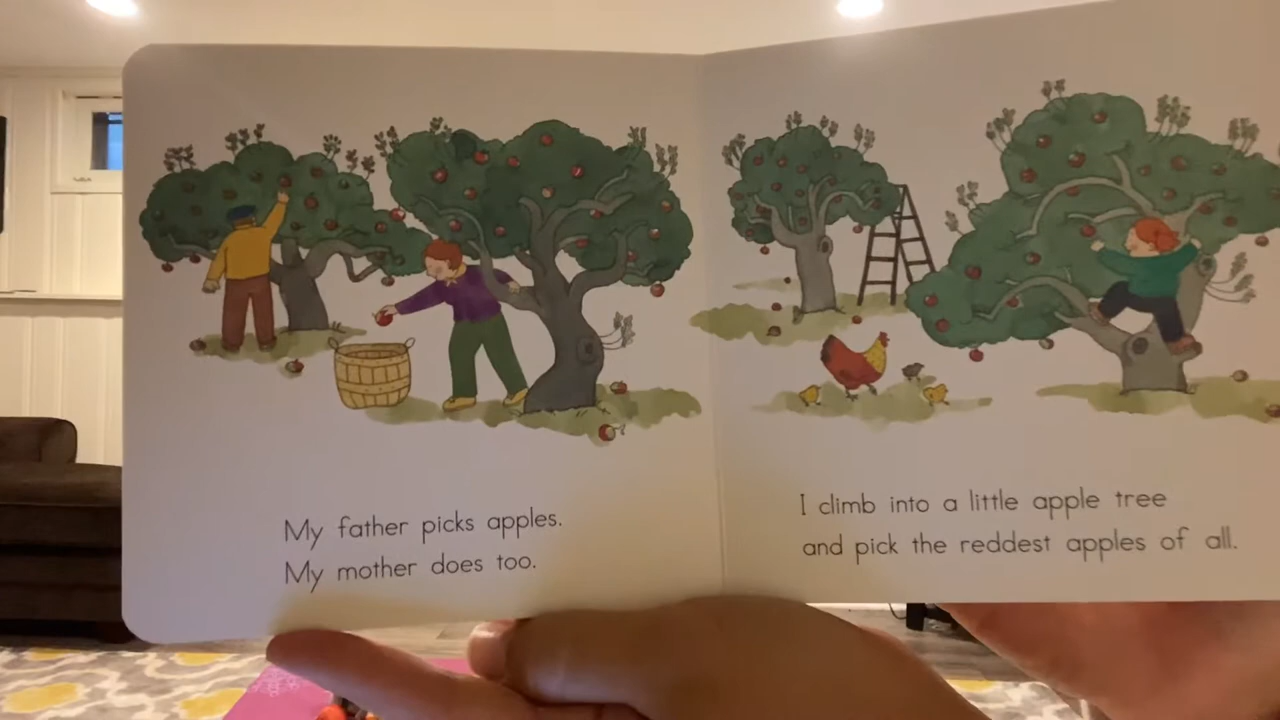 My father picks apples.
My mother does too.
I climb into a little apple tree
and pick the reddest apples of all.